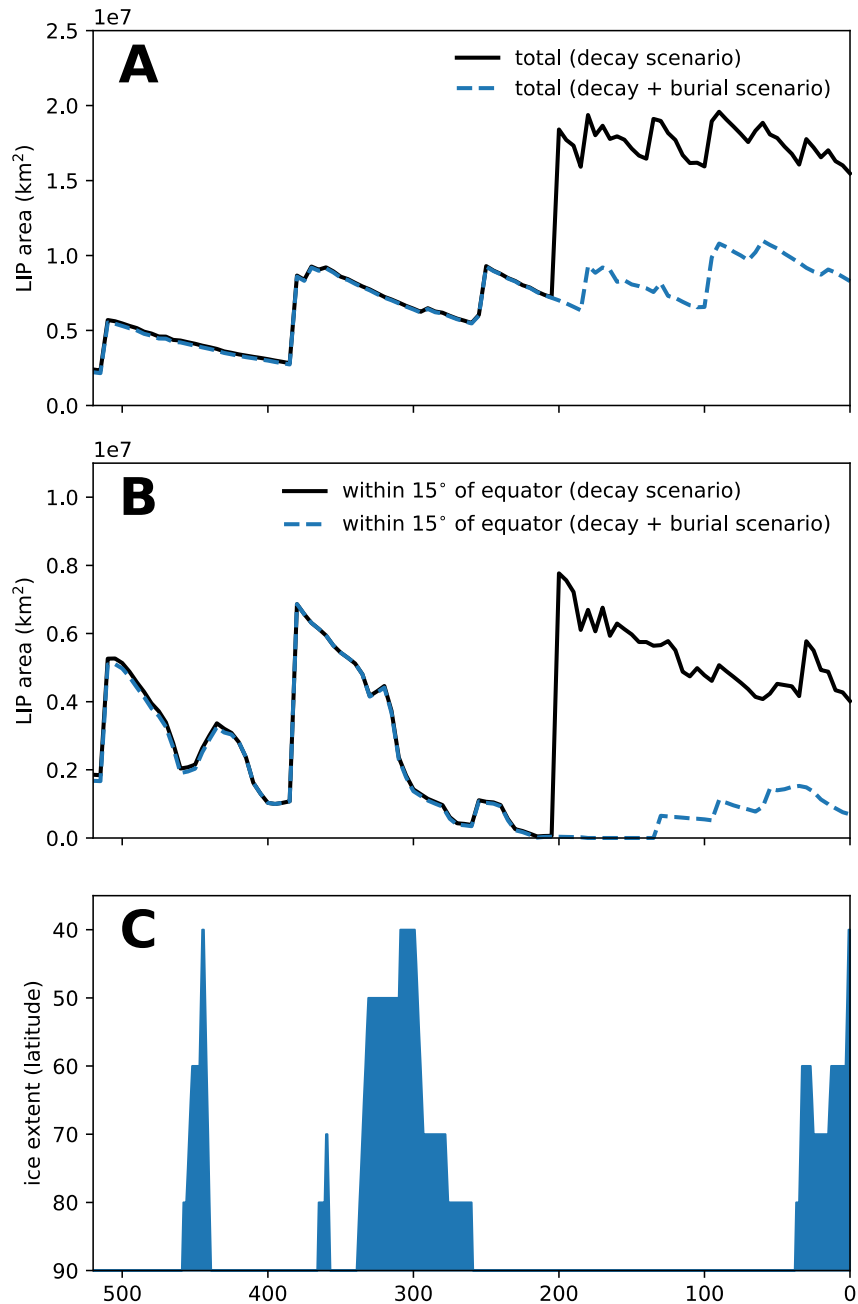 1e7
A
total (decay scenario)
total (decay + burial scenario)
2.5
2.0
1.5
1.0
0.5
0.0
LIP area (km²)
1e7
B
within 15° of equator (decay scenario)
within 15° of equator (decay + burial scenario)
1.0
0.8
0.6
0.4
0.2
0.0
LIP area (km²)
C
40
50
60
70
80
90
ice extent (latitude)
500 400 300 200 100 0